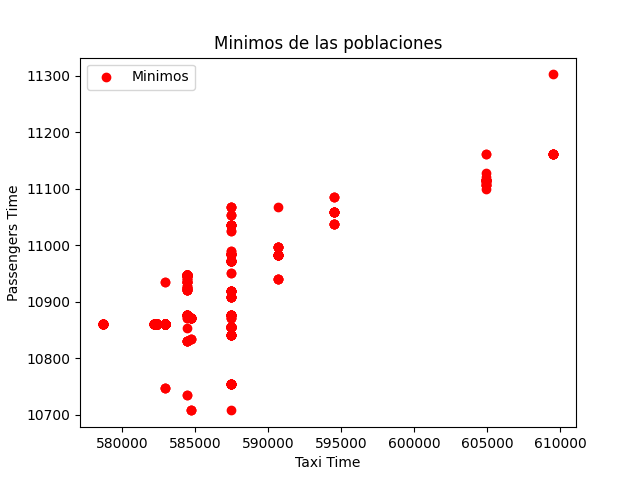 Minimos de las poblaciones
Minimos
11300
11200
11100
11000
10900
10800
10700
Passengers Time
580000 585000 590000 595000 600000 605000 610000
Taxi Time